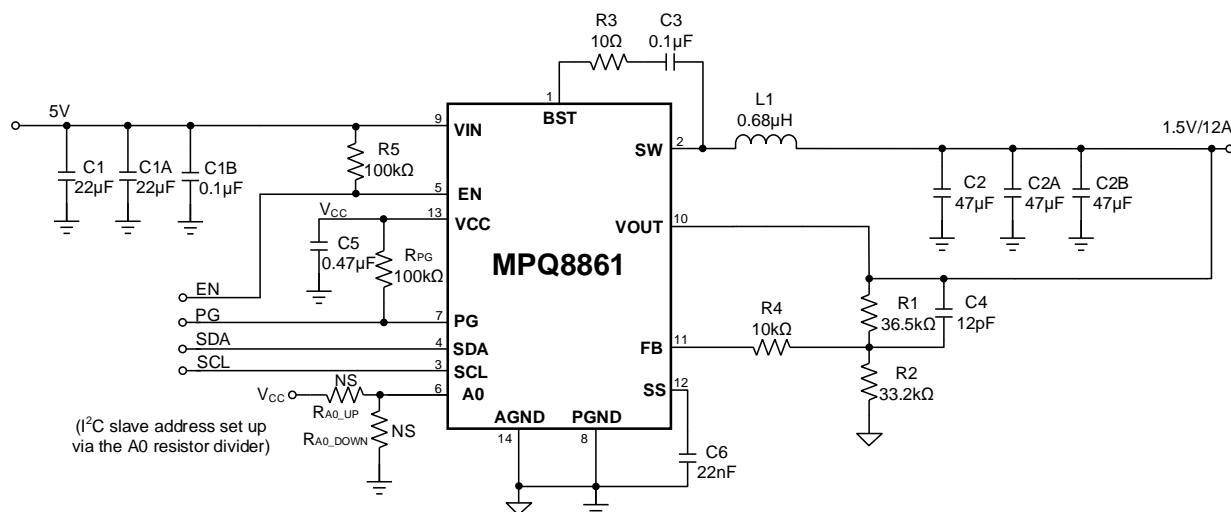 R3
10Ω
C3
0.1µF
1
BST
5V
9
VIN
C1
22µF
C1A
22µF
C1B
0.1µF
R5
100kΩ
5
EN
VCC
13
VCC
C5
0.47µF
RPG
100kΩ
MPQ8861
SW
2
L1
0.68µH
1.5V/12A
C2
47µF
C2A
47µF
C2B
47µF
VOUT
10
R1
36.5kΩ
C4
12pF
R4
10kΩ
FB
11
R2
33.2kΩ
SS
12
EN
PG
7
PG
SDA
4
SDA
SCL
3
SCL
VCC
NS
6
A0
RA0_UP
RA0_DOWN
NS
(I²C slave address set up
via the A0 resistor divider)
AGND
PGND
14
8
C6
22nF